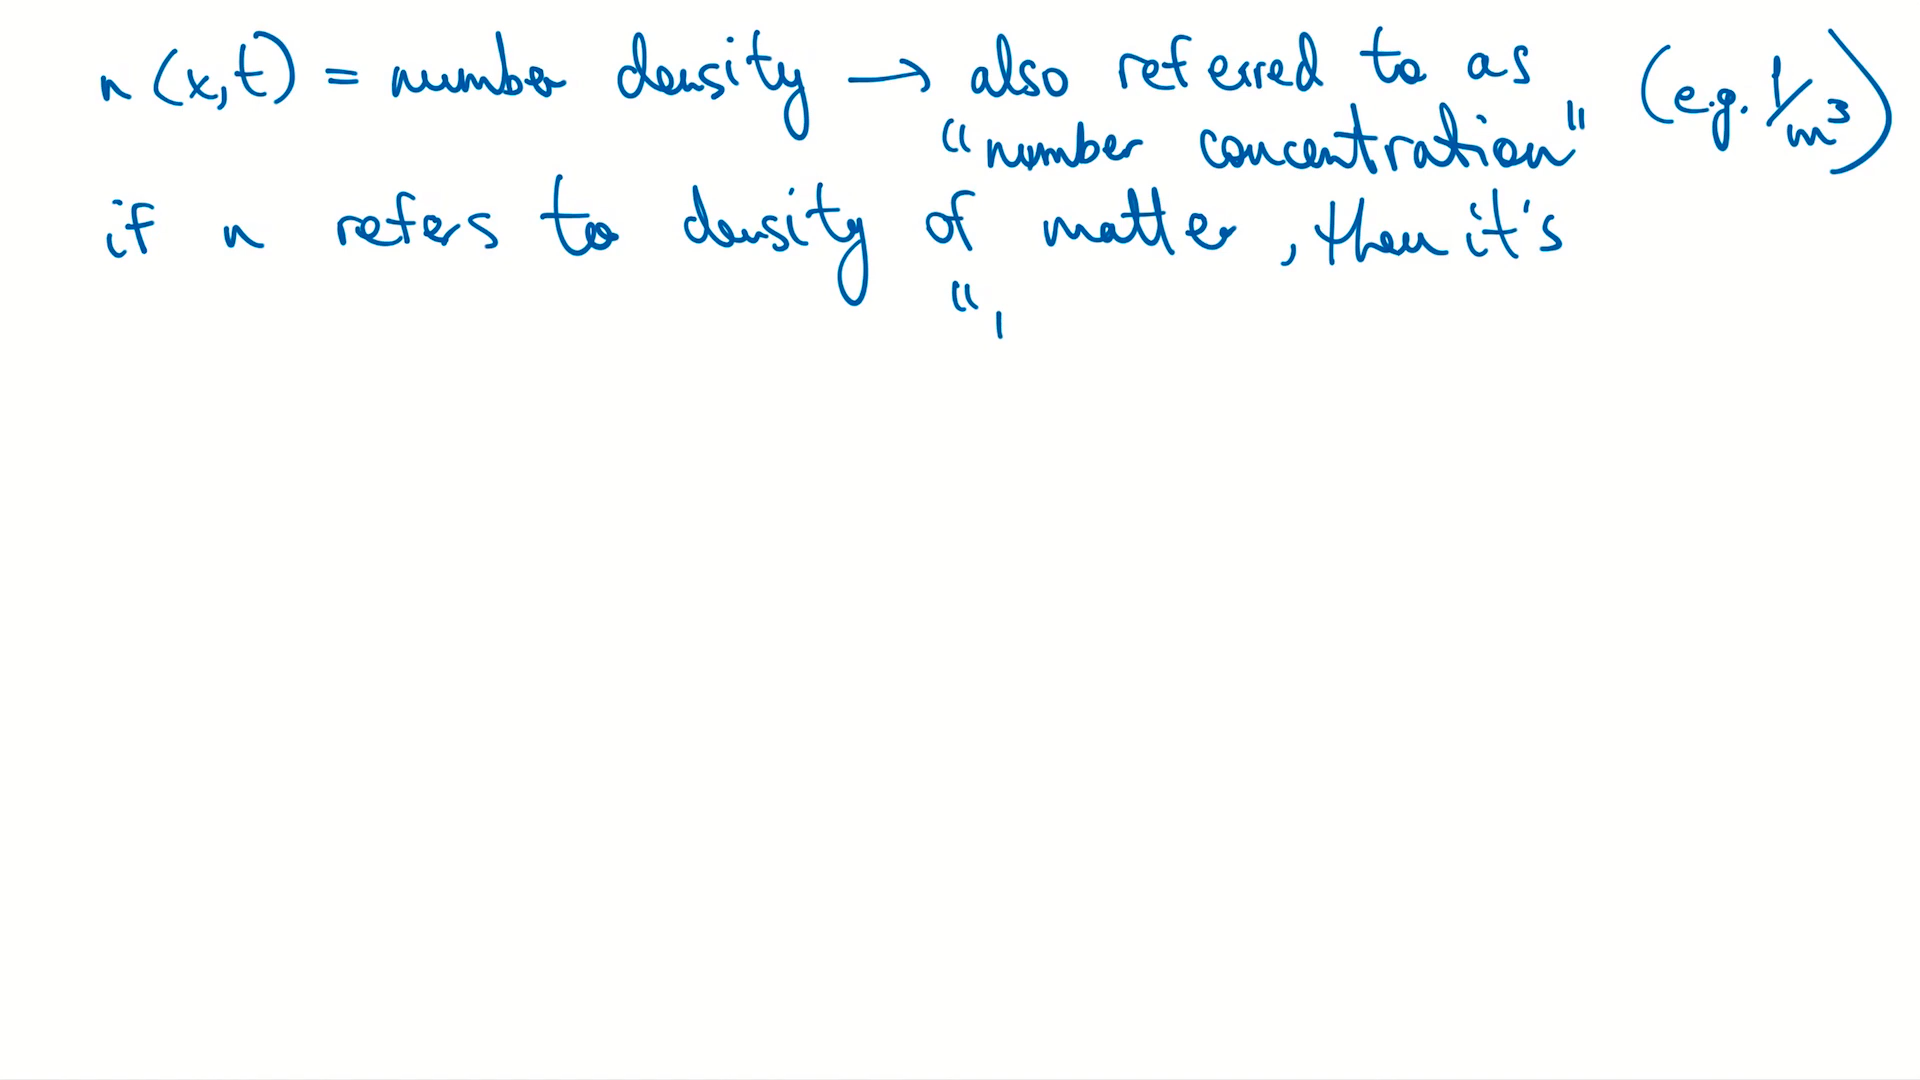 n(x,t) = number density → also referred to as (e.g. 1/m³)
"number concentration"
if n refers to density of matter, then it's
"